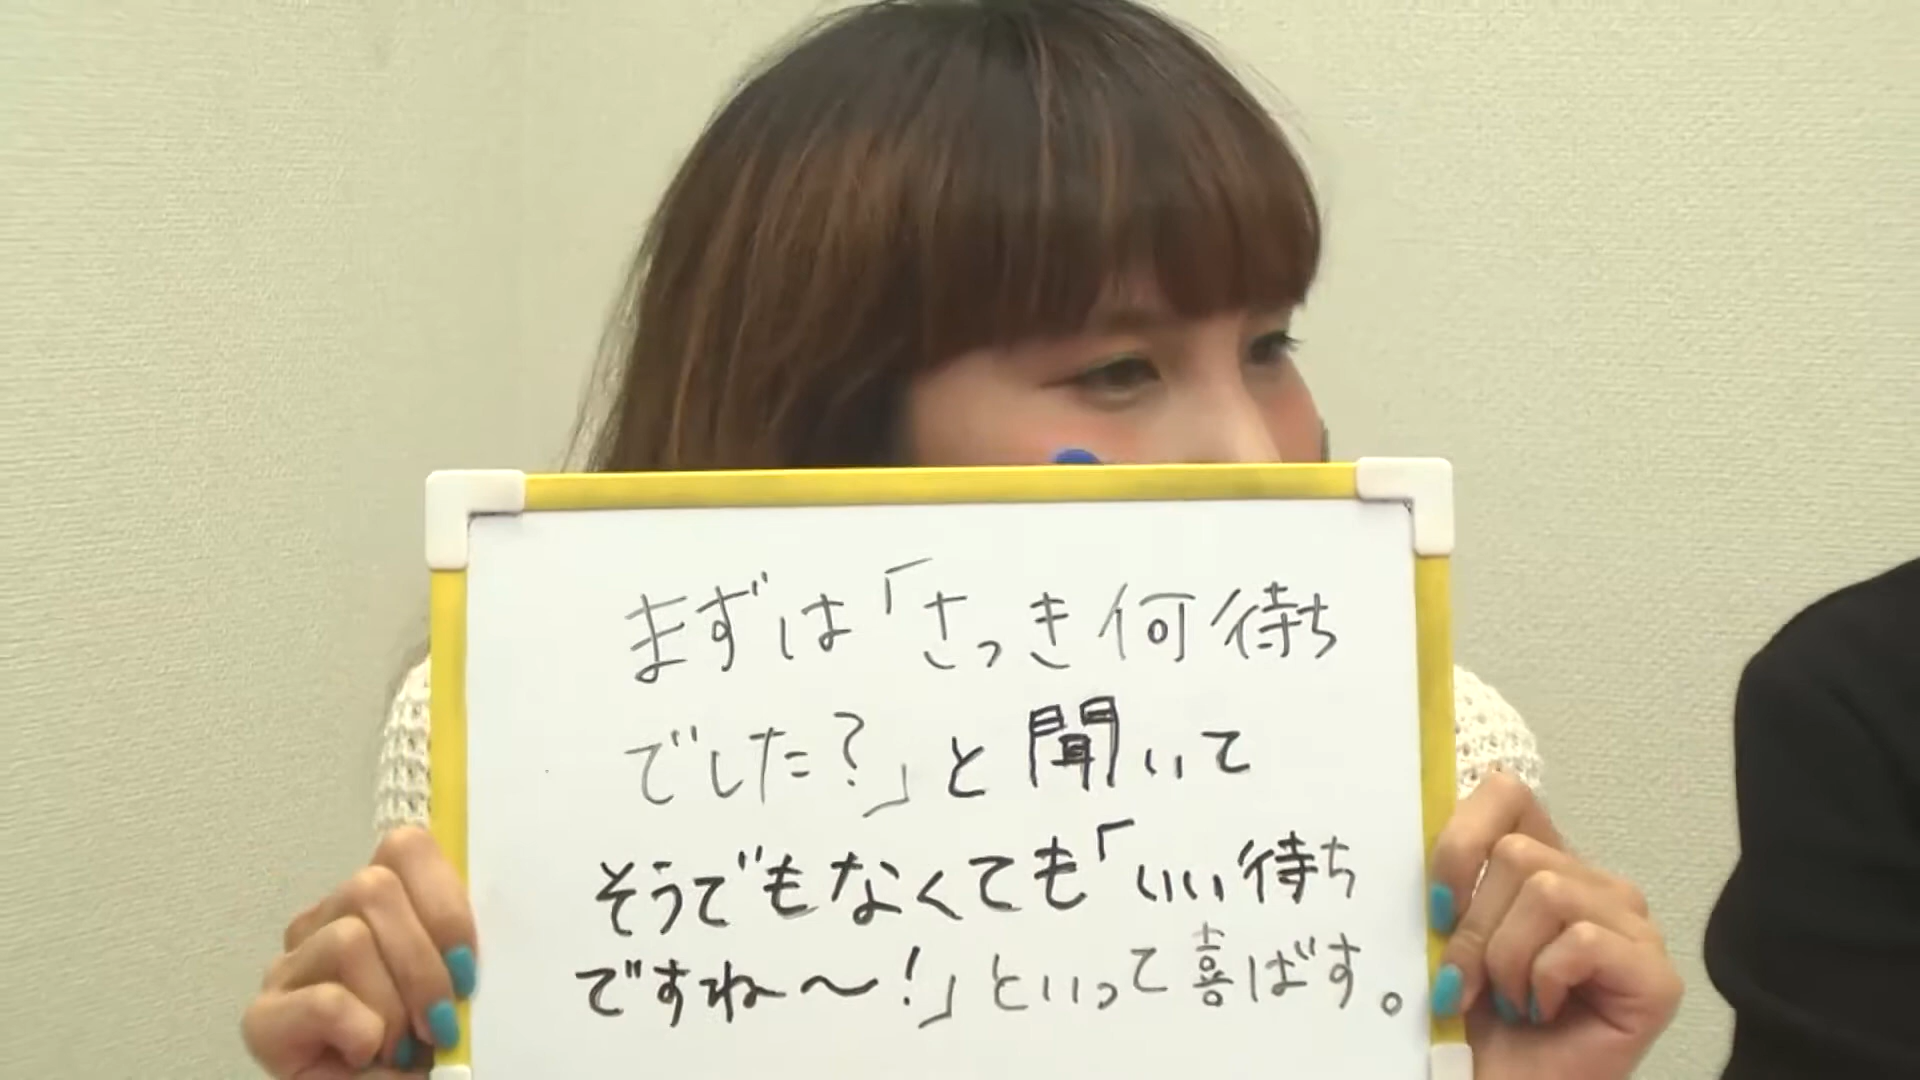 まずは「さっき何待ち
でした?」と聞いて
そうでもなくても「いい待ち
ですね〜!」といって喜ばす。